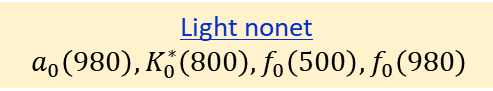 Light nonet
a₀(980), K₀*(800), f₀(500), f₀(980)